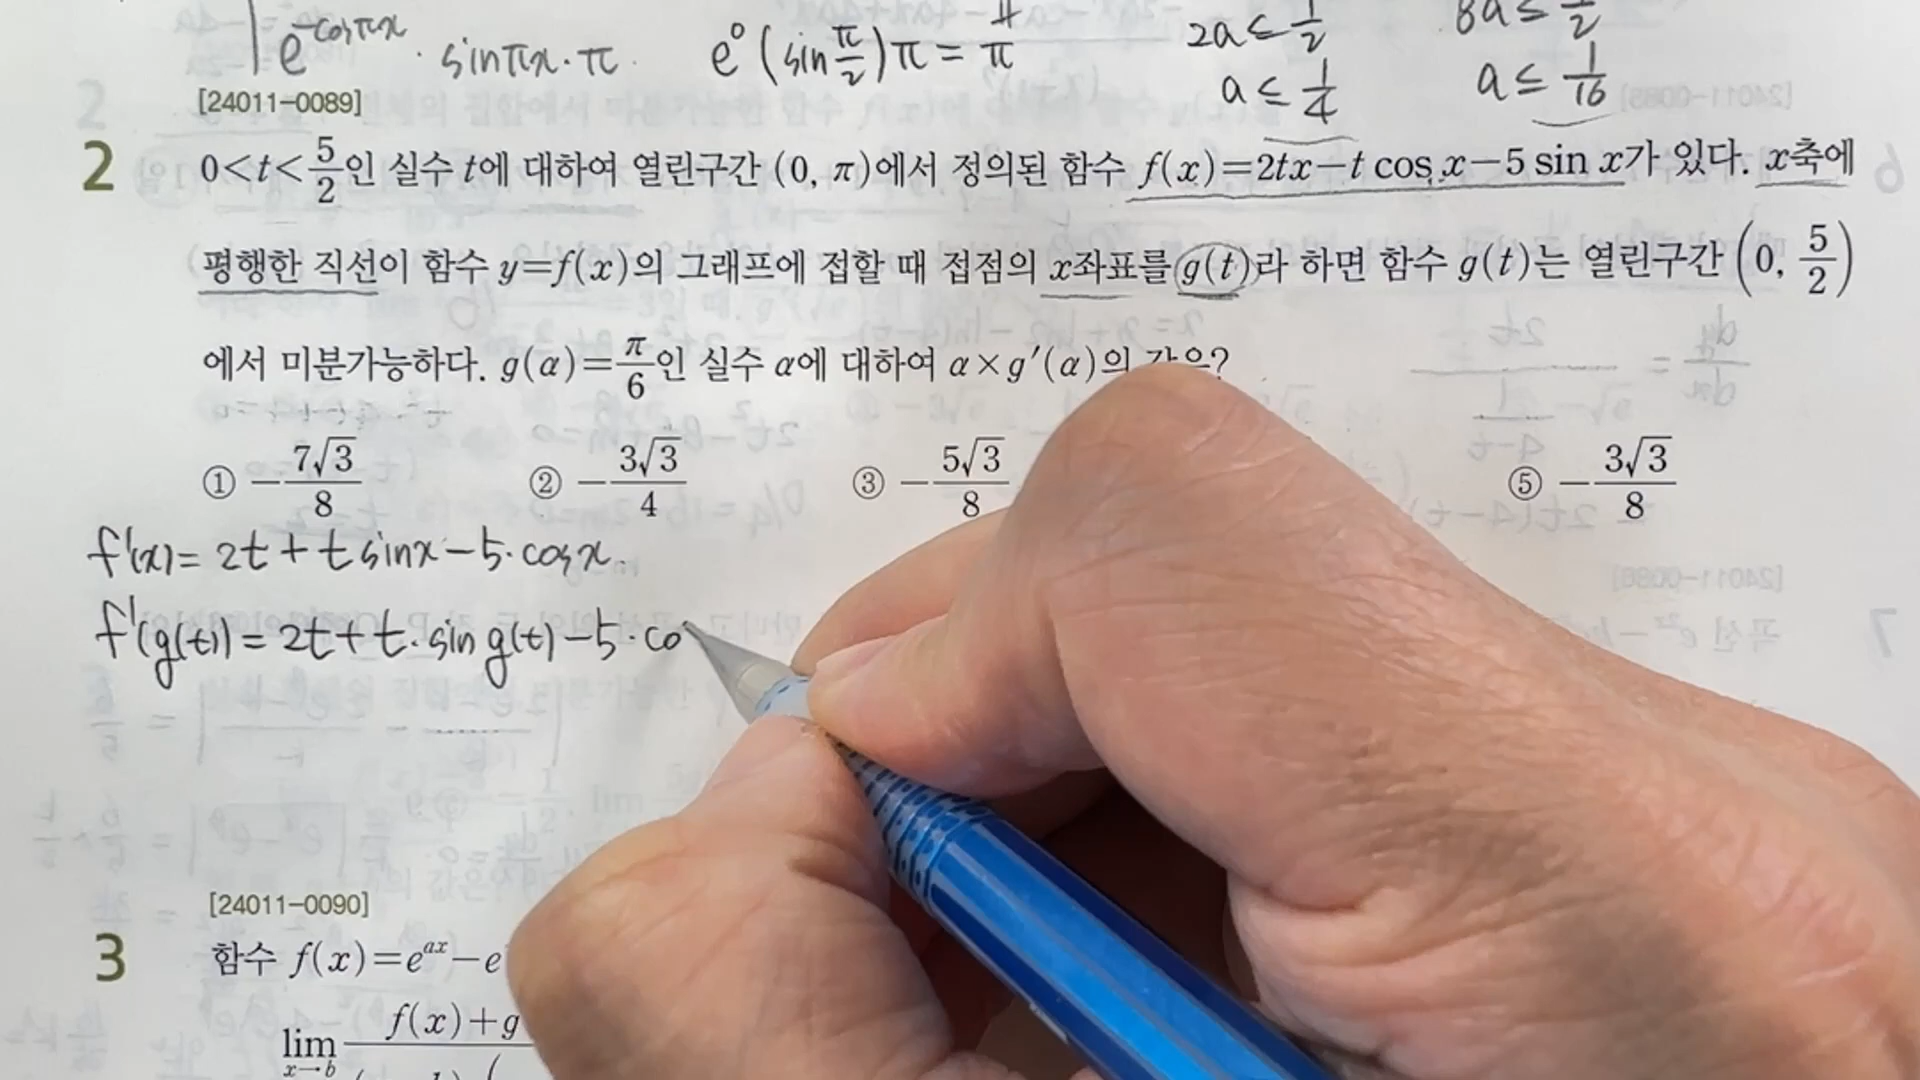 e^{-cosπx} · sinπx · π. e^0 (sin π/2) π = π 2a ≤ 1/2 8a ≤ 1/2
a ≤ 1/4 a ≤ 1/16
[24011-0089]
2 0<t<5/2인 실수 t에 대하여 열린구간 (0, π)에서 정의된 함수 f(x)=2tx-t cos x-5 sin x가 있다. x축에
평행한 직선이 함수 y=f(x)의 그래프에 접할 때 접점의 x좌표를 g(t)라 하면 함수 g(t)는 열린구간 (0, 5/2)
에서 미분가능하다. g(α)=π/6인 실수 α에 대하여 α×g′(α)의 값은?
① -7√3/8 ② -3√3/4 ③ -5√3/8 ⑤ -3√3/8
f'(x) = 2t + t sinx - 5·cosx.
f'(g(t)) = 2t + t·sin g(t) - 5·co
[24011-0090]
3 함수 f(x)=e^{ax}-e
lim x→b f(x)+g